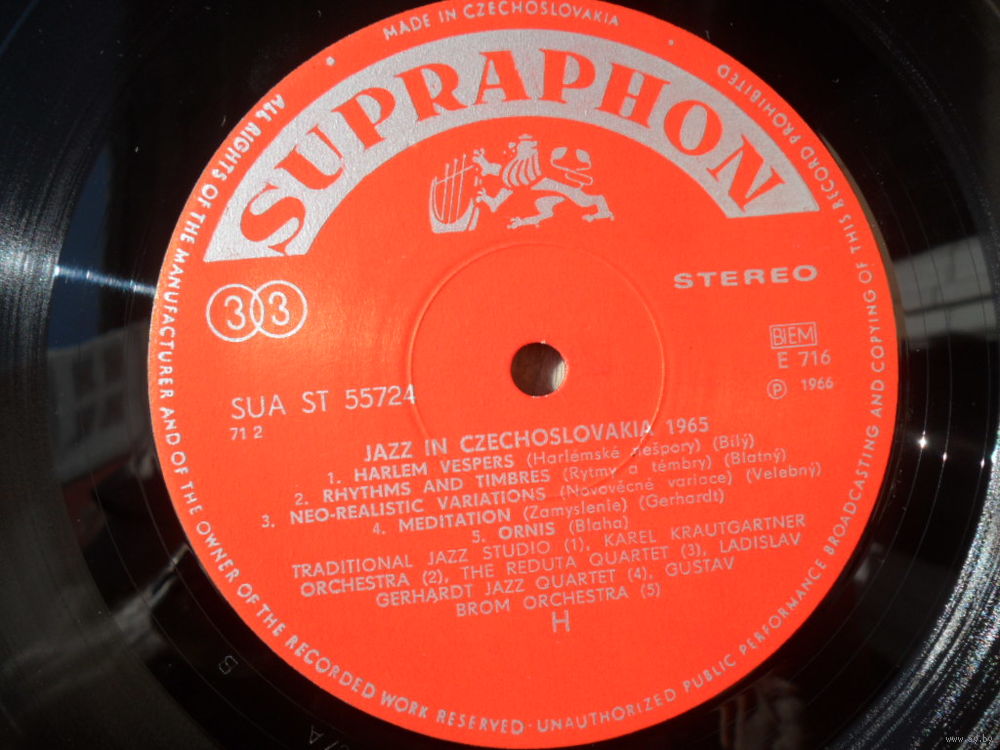 MADE IN CZECHOSLOVAKIA
ALL RIGHTS OF THE MANUFACTURER AND OF THE OWNER OF THE RECORDED WORK RESERVED · UNAUTHORIZED PUBLIC PERFORMANCE BROADCASTING AND COPYING OF THIS RECORD PROHIBITED
SUPRAPHON
33
STEREO
BIEM
E 716
Ⓟ 1966
SUA ST 55724
71 2
JAZZ IN CZECHOSLOVAKIA 1965
1. HARLEM VESPERS (Harlémské nešpory) (Bílý)
2. RHYTHMS AND TIMBRES (Rytmy a témbry) (Blatný)
3. NEO-REALISTIC VARIATIONS (Novověcné variace) (Velebný)
4. MEDITATION (Zamyslenie) (Gerhardt)
5. ORNIS (Blaha)
TRADITIONAL JAZZ STUDIO (1), KAREL KRAUTGARTNER
ORCHESTRA (2), THE REDUTA QUARTET (3), LADISLAV
GERHARDT JAZZ QUARTET (4), GUSTAV
BROM ORCHESTRA (5)
H